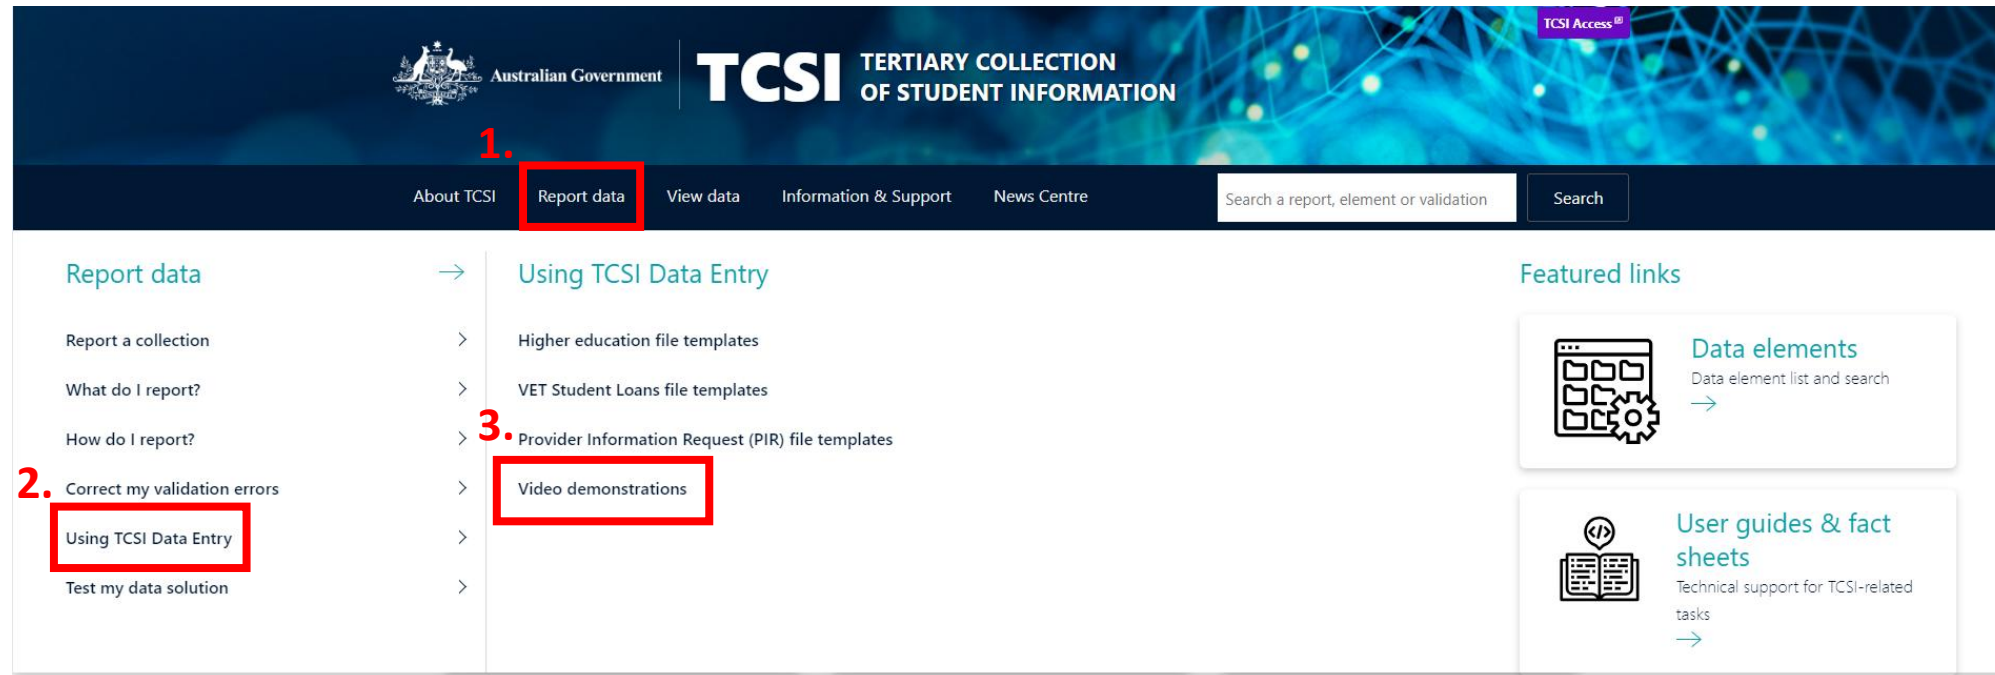 TCSI Access
Australian Government
TCSI
TERTIARY COLLECTION
OF STUDENT INFORMATION
1.
About TCSI
Report data
View data
Information & Support
News Centre
Search a report, element or validation
Search
Report data
Report a collection
What do I report?
How do I report?
2.
Correct my validation errors
Using TCSI Data Entry
Test my data solution
Using TCSI Data Entry
Higher education file templates
VET Student Loans file templates
3.
Provider Information Request (PIR) file templates
Video demonstrations
Featured links
Data elements
Data element list and search
User guides & fact
sheets
Technical support for TCSI-related
tasks